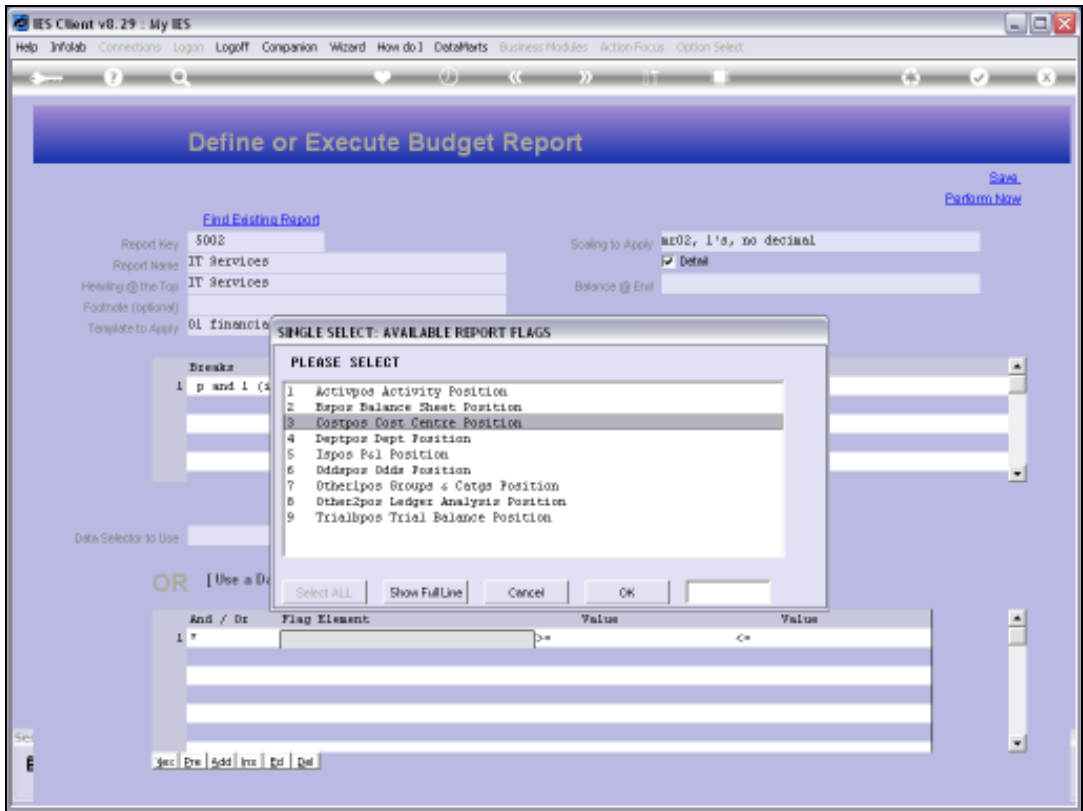 IES Client v8.29 : My IES
Help Infolab Connections Logon Logoff Companion Wizard How do I DataMarts Business Modules Action Focus Option Select
Define or Execute Budget Report
Save
Perform Now
Find Existing Report
Report Key 5002
Scaling to Apply mr02, 1's, no decimal
Report Name IT Services
Detail
Heading @ the Top IT Services
Balance @ End
Footnote (optional)
Template to Apply 01 financia
SINGLE SELECT: AVAILABLE REPORT FLAGS
PLEASE SELECT
Breaks
1 p and l (i
1 Activpos Activity Position
2 Bspos Balance Sheet Position
3 Costpos Cost Centre Position
4 Deptpos Dept Position
5 Ispos P&l Position
6 Oddspos Odds Position
7 Other1pos Groups & Catgs Position
8 Other2pos Ledger Analysis Position
9 Trialbpos Trial Balance Position
Data Selector to Use
OR [ Use a Da
Select ALL Show Full Line Cancel OK
And / Or Flag Element Value Value
1 * >= <=
Nex Pre Add Ins Ed Del